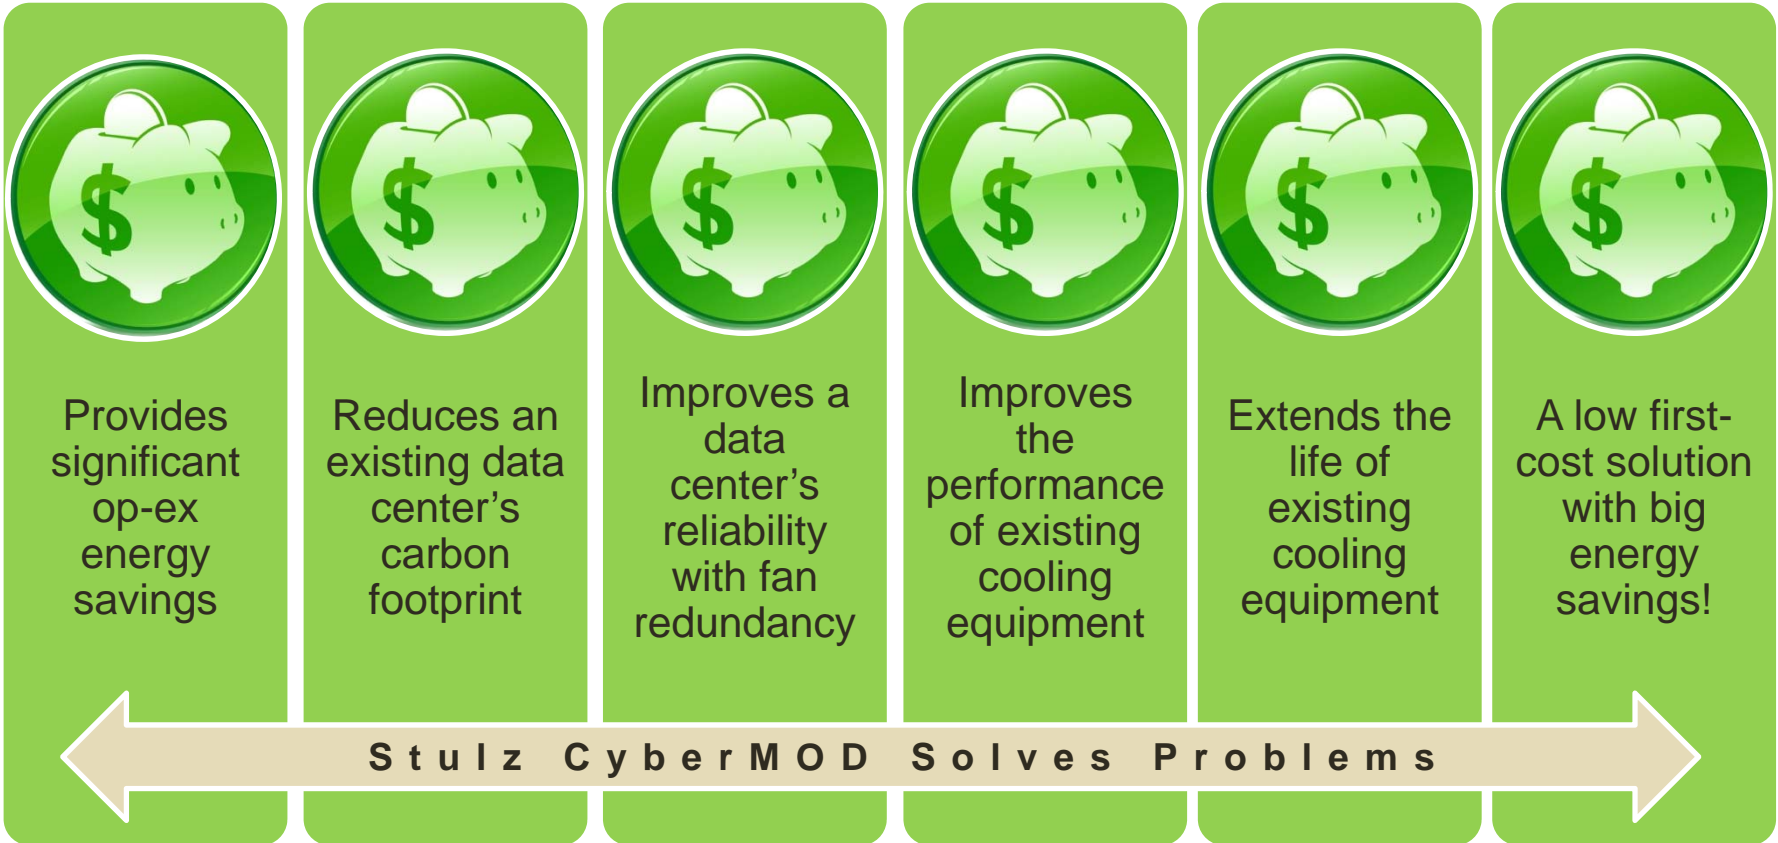 Provides
significant
op-ex
energy
savings
Reduces an
existing data
center’s
carbon
footprint
Improves a
data
center’s
reliability
with fan
redundancy
Improves
the
performance
of existing
cooling
equipment
Extends the
life of
existing
cooling
equipment
A low first-
cost solution
with big
energy
savings!
Stulz CyberMOD Solves Problems